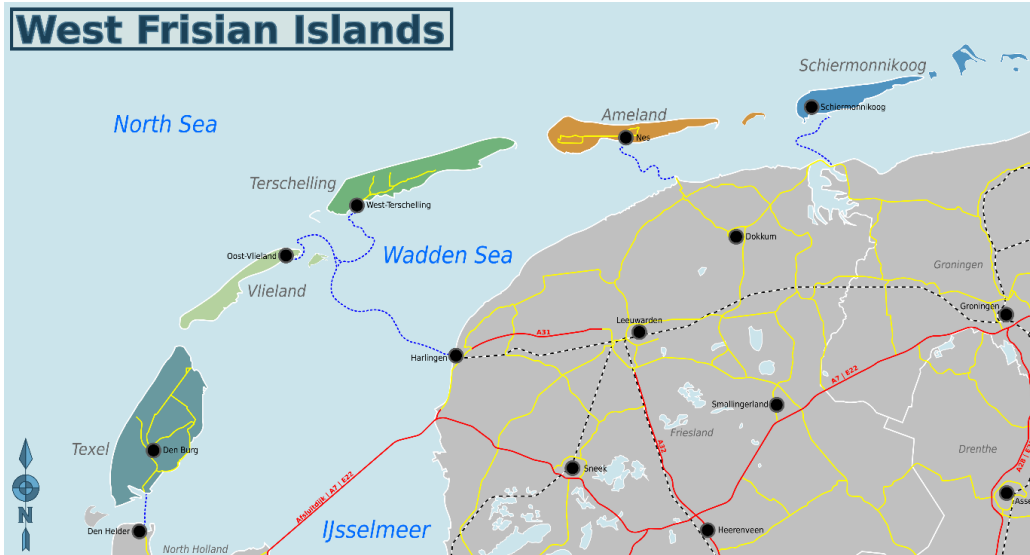 West Frisian Islands
Schiermonnikoog
Schiermonnikoog
Ameland
Nes
North Sea
Terschelling
West-Terschelling
Dokkum
Wadden Sea
Oost-Vlieland
Groningen
Vlieland
Groningen
Leeuwarden
A31
Harlingen
A7 | E22
Smallingerland
Friesland
Texel
Den Burg
A32
Drenthe
Sneek
A28 | E
Afsluitdijk | A7 | E22
Asse
N
Den Helder
IJsselmeer
Heerenveen
North Holland